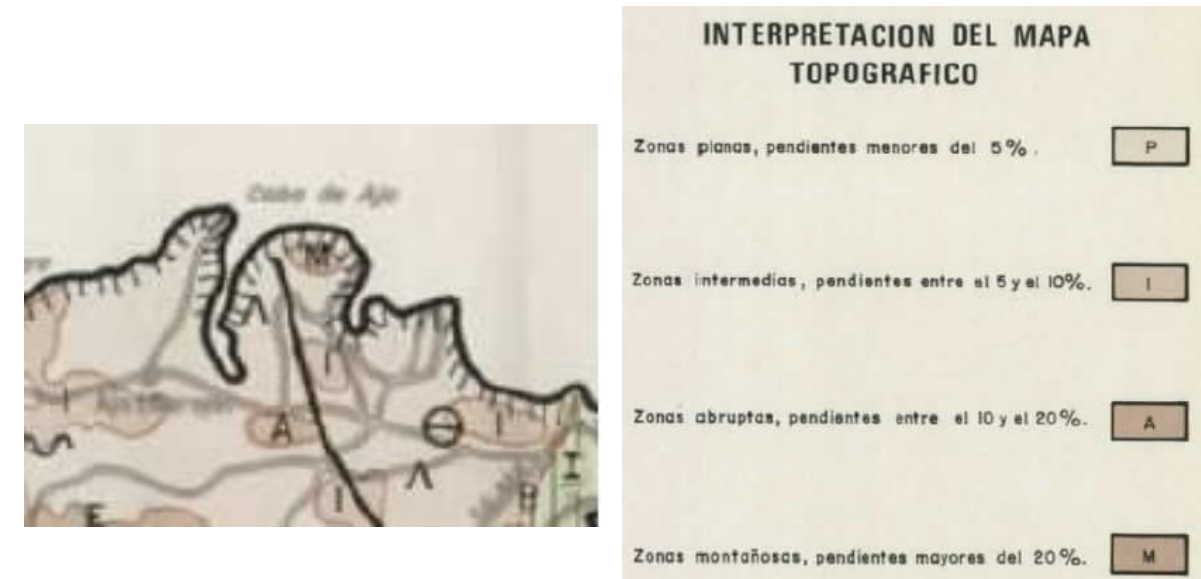 Cabo de Ajo
M
I
I
A
I
I
I
INTERPRETACION DEL MAPA
TOPOGRAFICO
Zonas planas, pendientes menores del 5%. P
Zonas intermedias, pendientes entre el 5 y el 10%. I
Zonas abruptas, pendientes entre el 10 y el 20%. A
Zonas montañosas, pendientes mayores del 20%. M